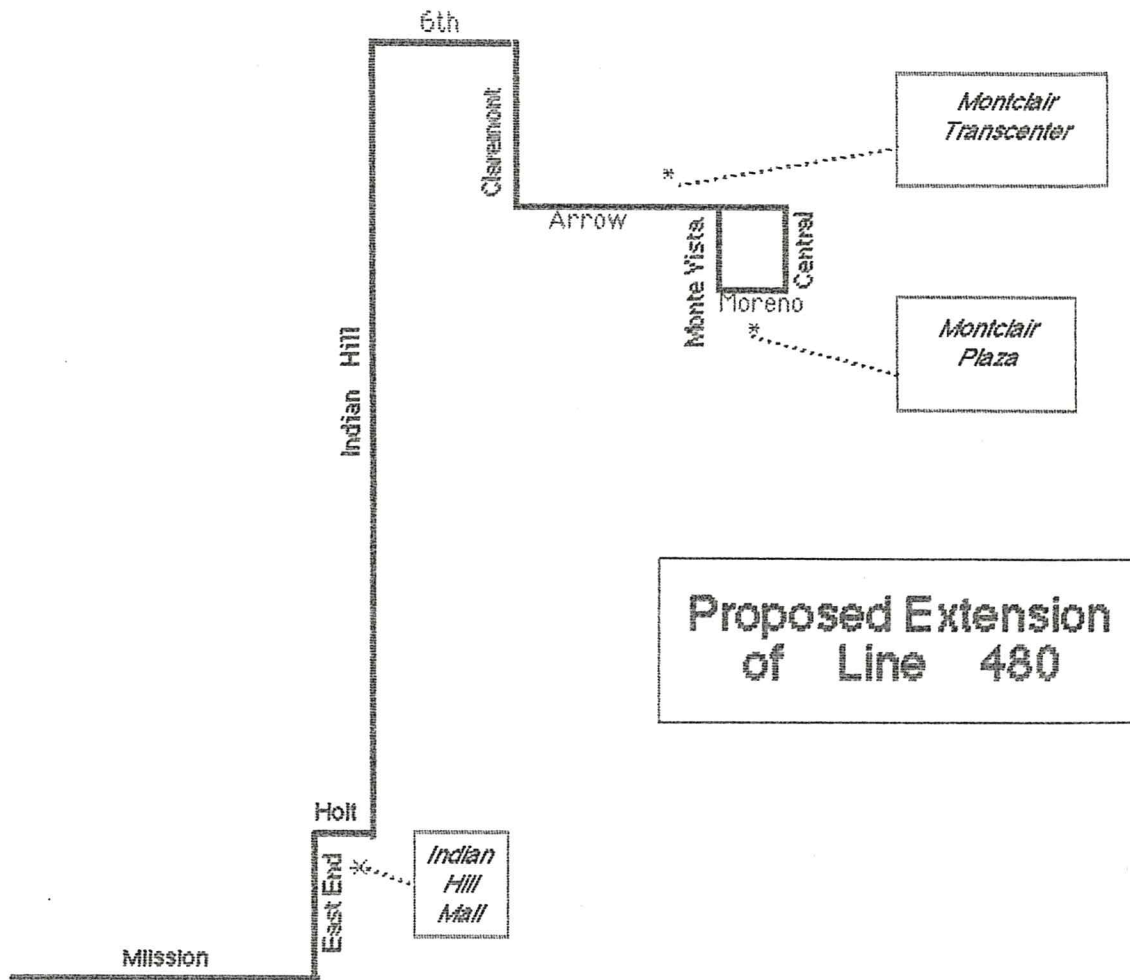 6th
Claremont
Montclair
Transcenter
Arrow
Monte Vista
Central
Moreno
Montclair
Plaza
Indian Hill
Proposed Extension
of Line 480
Holt
East End
Indian
Hill
Mall
Mission